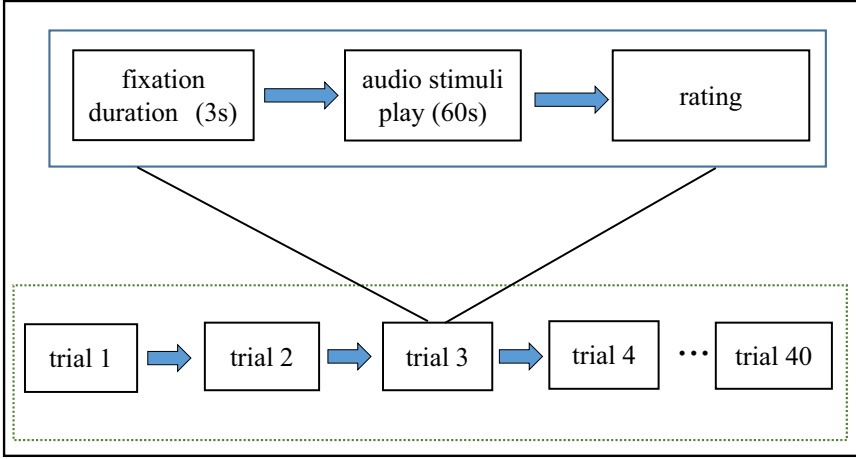 fixation
duration (3s)
audio stimuli
play (60s)
rating
trial 1
trial 2
trial 3
trial 4
···
trial 40